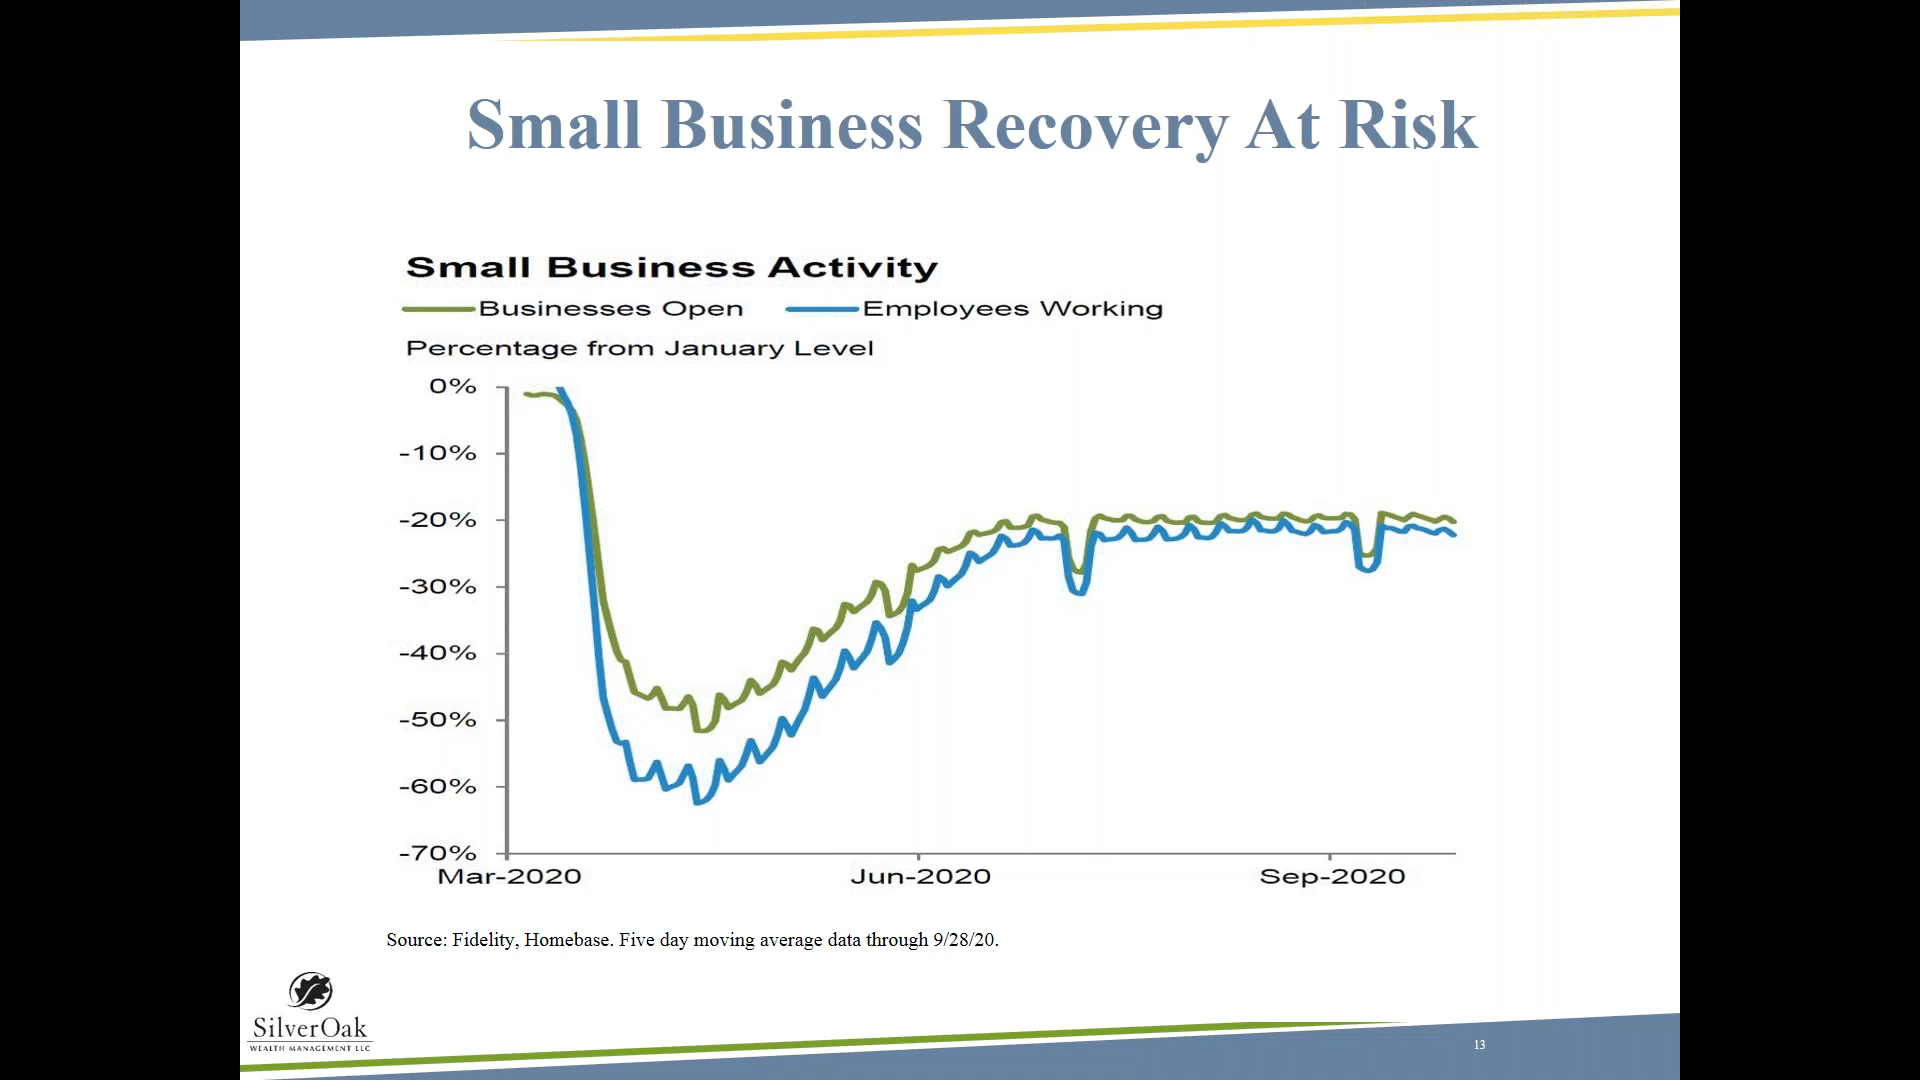 Small Business Recovery At Risk
Small Business Activity
Businesses Open Employees Working
Percentage from January Level
0%
-10%
-20%
-30%
-40%
-50%
-60%
-70%
Mar-2020 Jun-2020 Sep-2020
Source: Fidelity, Homebase. Five day moving average data through 9/28/20.
SilverOak
WEALTH MANAGEMENT LLC
13